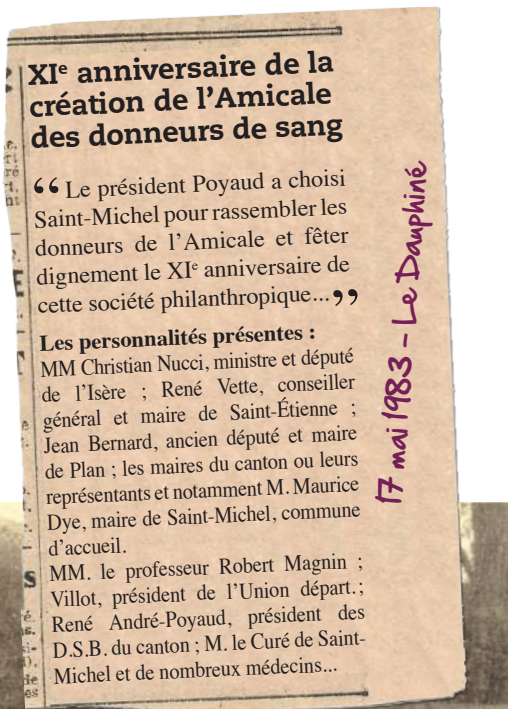 XIe anniversaire de la
création de l'Amicale
des donneurs de sang
“ Le président Poyaud a choisi
Saint-Michel pour rassembler les
donneurs de l'Amicale et fêter
dignement le XIe anniversaire de
cette société philanthropique... ”
Les personnalités présentes :
MM Christian Nucci, ministre et député
de l'Isère ; René Vette, conseiller
général et maire de Saint-Étienne ;
Jean Bernard, ancien député et maire
de Plan ; les maires du canton ou leurs
représentants et notamment M. Maurice
Dye, maire de Saint-Michel, commune
d'accueil.
MM. le professeur Robert Magnin ;
Villot, président de l'Union départ.;
René André-Poyaud, président des
D.S.B. du canton ; M. le Curé de Saint-
Michel et de nombreux médecins...
17 mai 1983 - Le Dauphiné